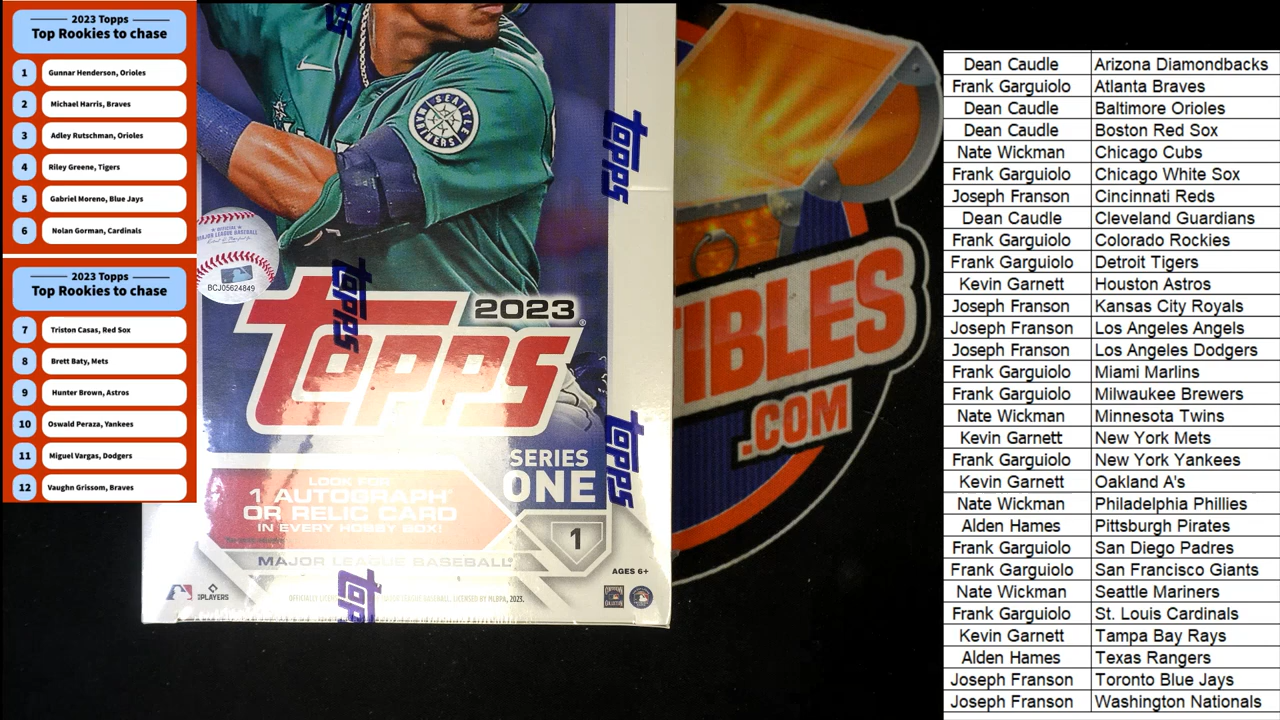 2023 Topps
Top Rookies to chase
1 Gunnar Henderson, Orioles
2 Michael Harris, Braves
3 Adley Rutschman, Orioles
4 Riley Greene, Tigers
5 Gabriel Moreno, Blue Jays
6 Nolan Gorman, Cardinals
2023 Topps
Top Rookies to chase
7 Triston Casas, Red Sox
8 Brett Baty, Mets
9 Hunter Brown, Astros
10 Oswald Peraza, Yankees
11 Miguel Vargas, Dodgers
12 Vaughn Grissom, Braves
topps
topps
topps
topps
topps
SEATTLE
MARINERS
OFFICIAL
MAJOR LEAGUE BASEBALL
BCJ05624849
2023
topps
SERIES
ONE
LOOK FOR
1 AUTOGRAPH
OR RELIC CARD
IN EVERY HOBBY BOX!
1
MAJOR LEAGUE BASEBALL
AGES 6+
PLAYERS
IBLES
.COM
Dean Caudle Arizona Diamondbacks
Frank Garguiolo Atlanta Braves
Dean Caudle Baltimore Orioles
Dean Caudle Boston Red Sox
Nate Wickman Chicago Cubs
Frank Garguiolo Chicago White Sox
Joseph Franson Cincinnati Reds
Dean Caudle Cleveland Guardians
Frank Garguiolo Colorado Rockies
Frank Garguiolo Detroit Tigers
Kevin Garnett Houston Astros
Joseph Franson Kansas City Royals
Joseph Franson Los Angeles Angels
Joseph Franson Los Angeles Dodgers
Frank Garguiolo Miami Marlins
Frank Garguiolo Milwaukee Brewers
Nate Wickman Minnesota Twins
Kevin Garnett New York Mets
Frank Garguiolo New York Yankees
Kevin Garnett Oakland A's
Nate Wickman Philadelphia Phillies
Alden Hames Pittsburgh Pirates
Frank Garguiolo San Diego Padres
Frank Garguiolo San Francisco Giants
Nate Wickman Seattle Mariners
Frank Garguiolo St. Louis Cardinals
Kevin Garnett Tampa Bay Rays
Alden Hames Texas Rangers
Joseph Franson Toronto Blue Jays
Joseph Franson Washington Nationals